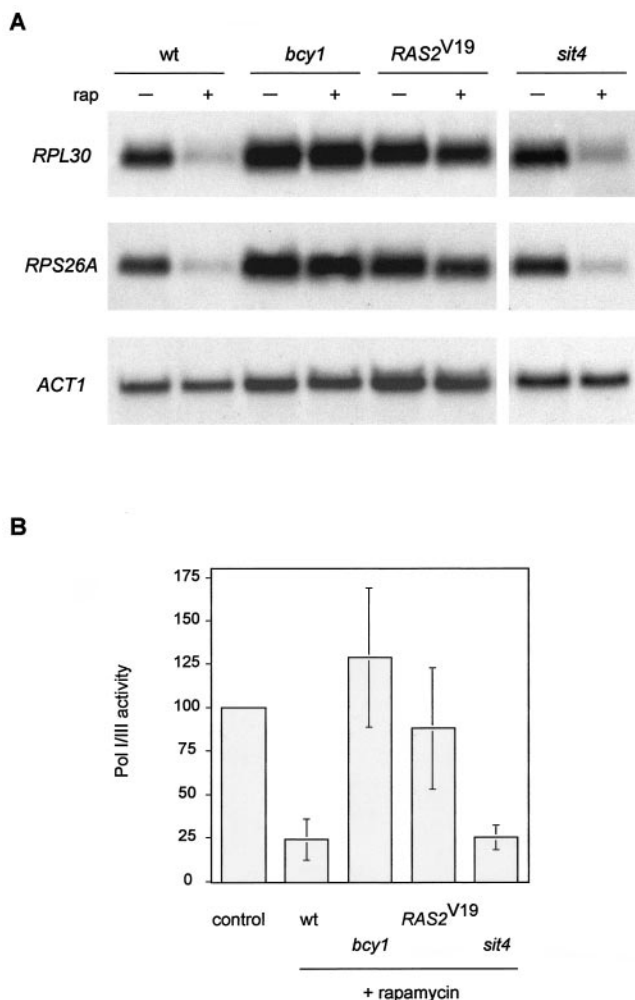 A
wt bcy1 RAS2V19 sit4
rap – + – + – + – +
RPL30
RPS26A
ACT1
B
175
150
125
100
75
50
25
0
Pol I/III activity
control wt RAS2V19
bcy1 sit4
+ rapamycin